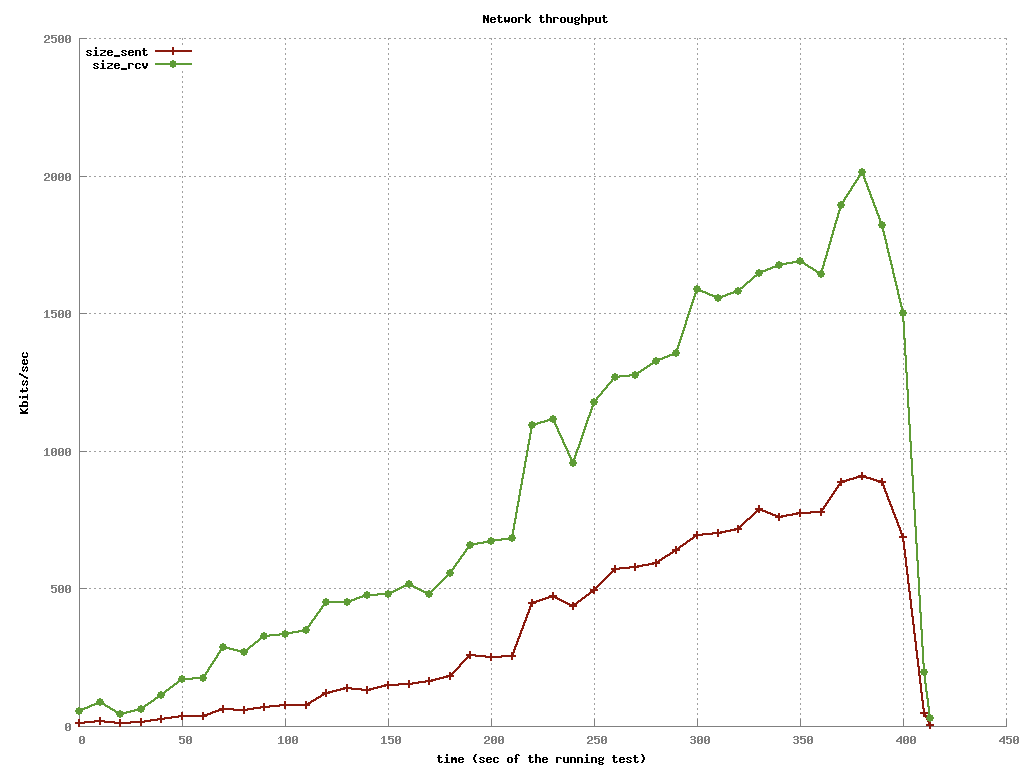 Network throughput
size_sent
size_rcv
2500
2000
1500
1000
500
0
Kbits/sec
0 50 100 150 200 250 300 350 400 450
time (sec of the running test)